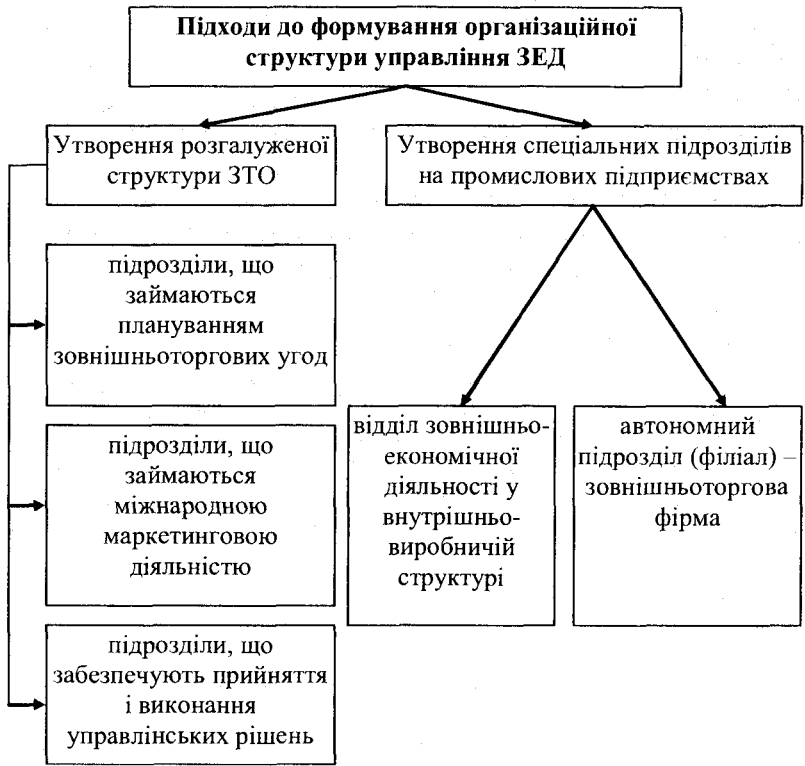 Підходи до формування організаційної
структури управління ЗЕД
Утворення розгалуженої
структури ЗТО
Утворення спеціальних підрозділів
на промислових підприємствах
підрозділи, що
займаються
плануванням
зовнішньоторгових угод
підрозділи, що
займаються
міжнародною
маркетинговою
діяльністю
підрозділи, що
забезпечують прийняття
і виконання
управлінських рішень
відділ зовнішньо-
економічної
діяльності у
внутрішньо-
виробничій
структурі
автономний
підрозділ (філіал) –
зовнішньоторгова
фірма